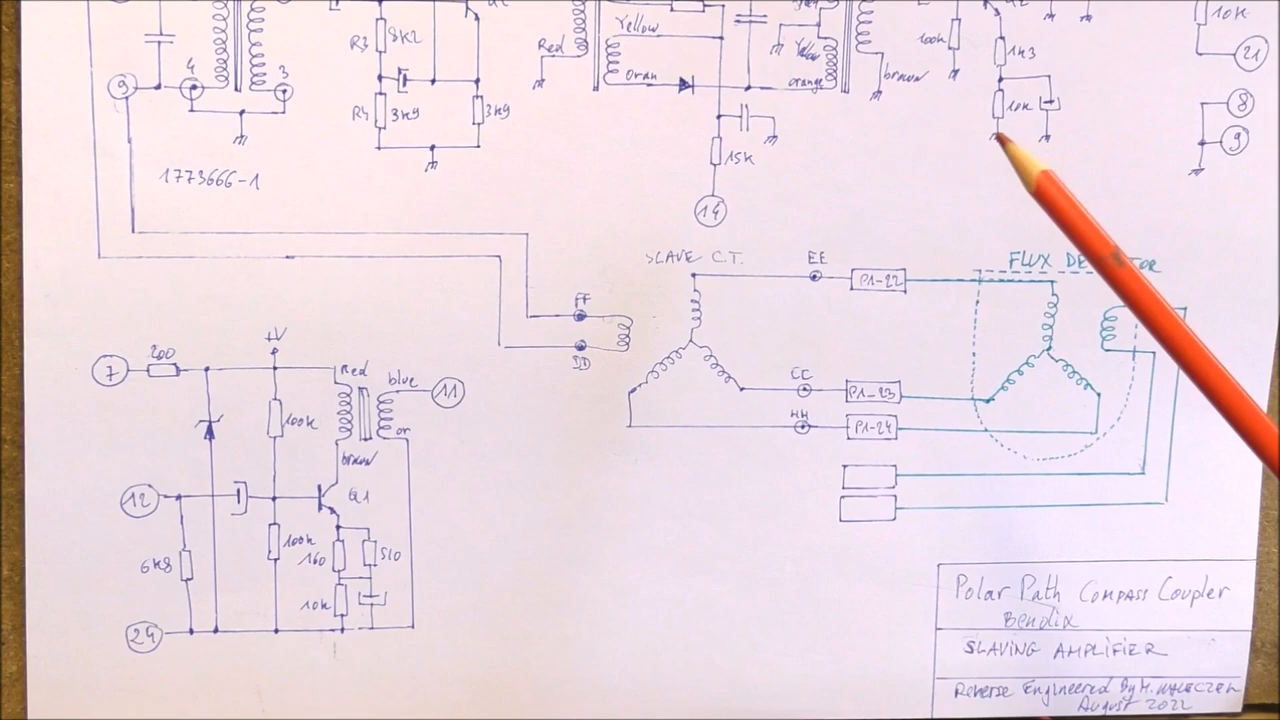 10K
21
R3
8K2
Yellow
Red
oran
Yellow
orange
100k
brown
1K3
10K
9
4
3
R4
3K9
3K9
8
9
15K
14
1773666-1
SLAVE C.T.
EE
P1-22
FLUX DE
TOR
FF
DD
+V
7
200
Red
blue
11
100k
or
brown
CC
P1-23
HH
P1-24
12
Q1
6K8
100k
160
510
10k
24
Polar Path Compass Coupler
Bendix
SLAVING AMPLIFIER
Reverse Engineered By M.
August 2022